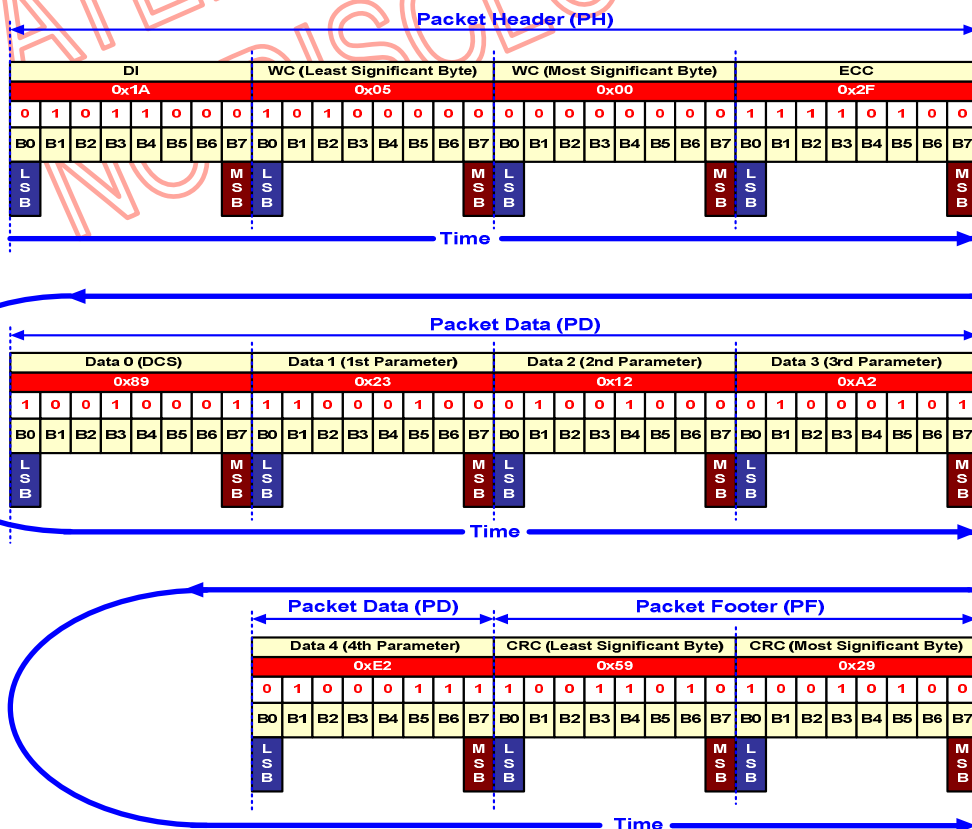 Packet Header (PH)
DI WC (Least Significant Byte) WC (Most Significant Byte) ECC
0x1A 0x05 0x00 0x2F
0 1 0 1 1 0 0 0 1 0 1 0 0 0 0 0 0 0 0 0 0 0 0 0 1 1 1 1 0 1 0 0
B0 B1 B2 B3 B4 B5 B6 B7 B0 B1 B2 B3 B4 B5 B6 B7 B0 B1 B2 B3 B4 B5 B6 B7 B0 B1 B2 B3 B4 B5 B6 B7
LSB MSB LSB MSB LSB MSB LSB MSB
Time
Packet Data (PD)
Data 0 (DCS) Data 1 (1st Parameter) Data 2 (2nd Parameter) Data 3 (3rd Parameter)
0x89 0x23 0x12 0xA2
1 0 0 1 0 0 0 1 1 1 0 0 0 1 0 0 0 1 0 0 1 0 0 0 0 1 0 0 0 1 0 1
B0 B1 B2 B3 B4 B5 B6 B7 B0 B1 B2 B3 B4 B5 B6 B7 B0 B1 B2 B3 B4 B5 B6 B7 B0 B1 B2 B3 B4 B5 B6 B7
LSB MSB LSB MSB LSB MSB LSB MSB
Time
Packet Data (PD) Packet Footer (PF)
Data 4 (4th Parameter) CRC (Least Significant Byte) CRC (Most Significant Byte)
0xE2 0x59 0x29
0 1 0 0 0 1 1 1 1 0 0 1 1 0 1 0 1 0 0 1 0 1 0 0
B0 B1 B2 B3 B4 B5 B6 B7 B0 B1 B2 B3 B4 B5 B6 B7 B0 B1 B2 B3 B4 B5 B6 B7
LSB MSB LSB MSB LSB MSB
Time